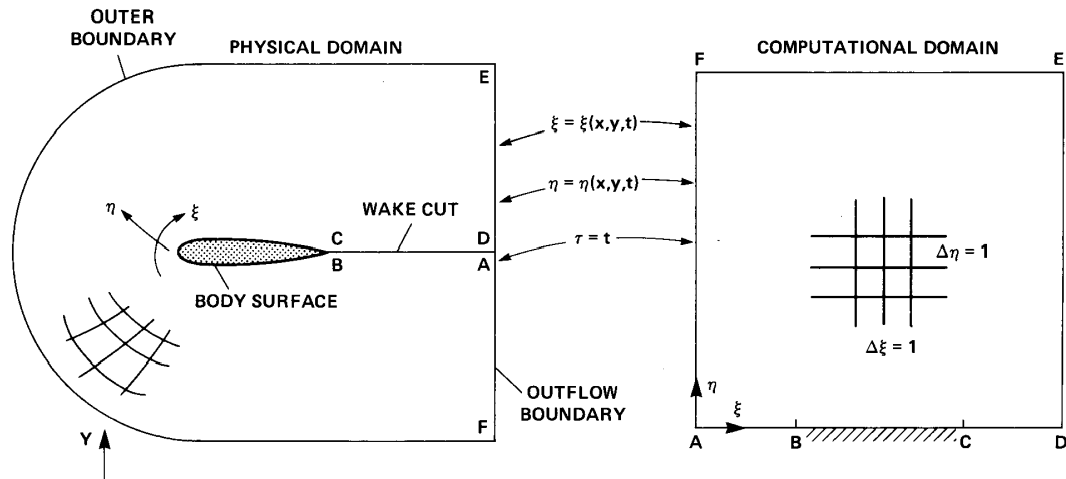 OUTER
BOUNDARY
PHYSICAL DOMAIN
E
η
ξ
WAKE CUT
C
B
D
A
BODY SURFACE
OUTFLOW
BOUNDARY
F
Y
ξ = ξ(x,y,t)
η = η(x,y,t)
τ = t
COMPUTATIONAL DOMAIN
F
E
Δη = 1
Δξ = 1
η
ξ
A
B
C
D